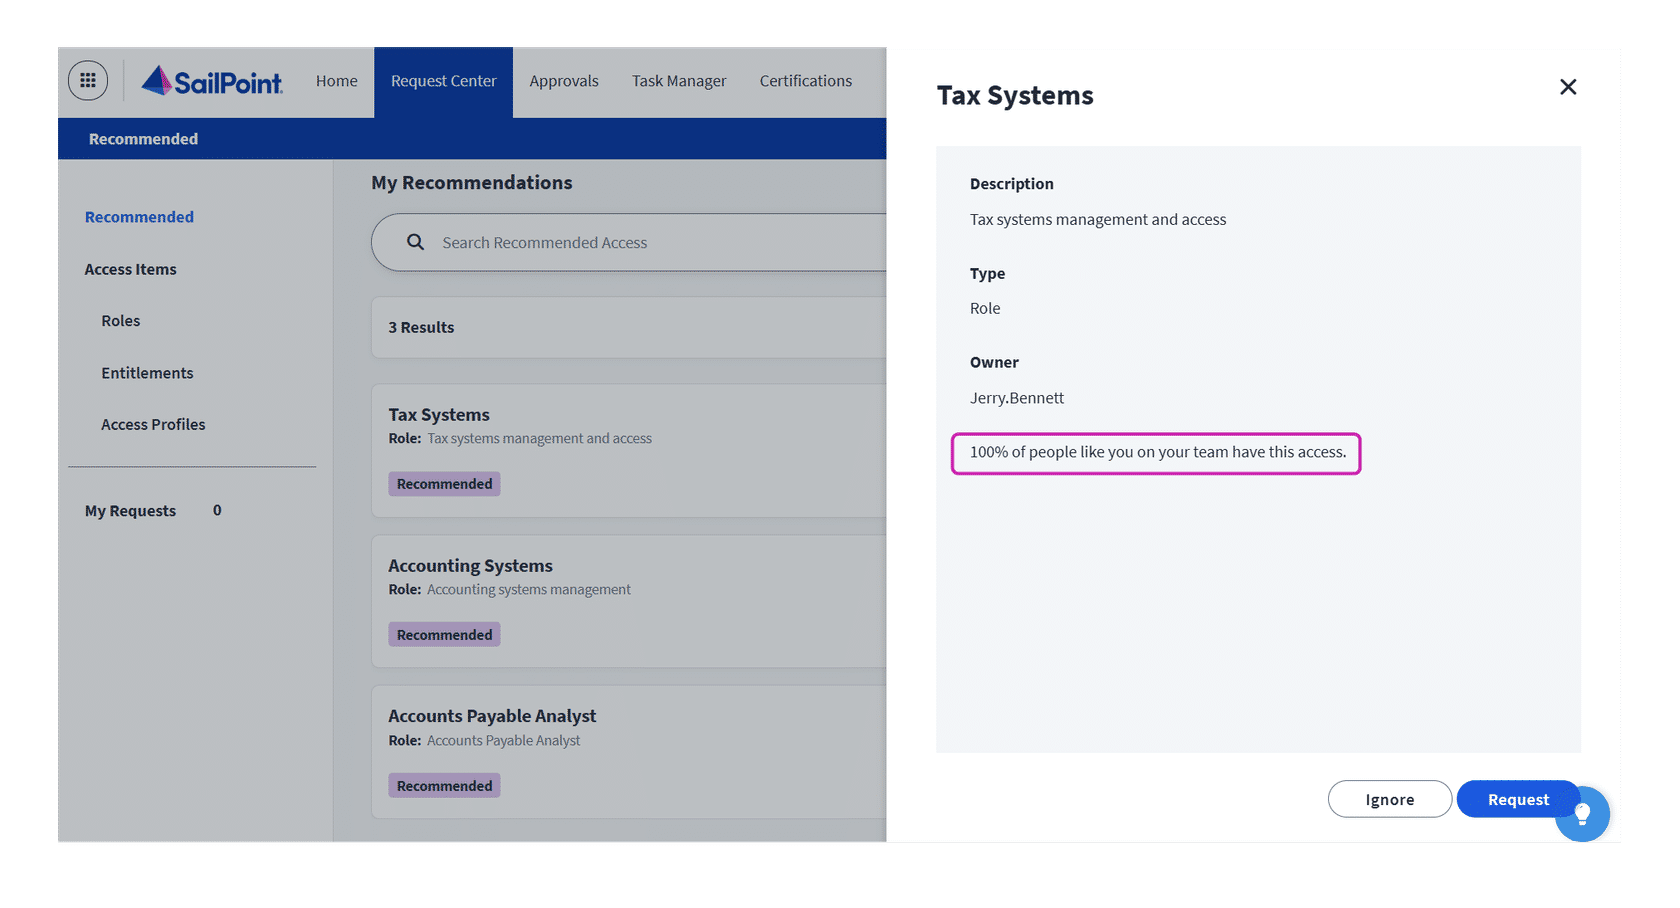 SailPoint
Home
Request Center
Approvals
Task Manager
Certifications
Recommended
Recommended
Access Items
Roles
Entitlements
Access Profiles
My Requests 0
My Recommendations
Search Recommended Access
3 Results
Tax Systems
Role: Tax systems management and access
Recommended
Accounting Systems
Role: Accounting systems management
Recommended
Accounts Payable Analyst
Role: Accounts Payable Analyst
Recommended
Tax Systems
Description
Tax systems management and access
Type
Role
Owner
Jerry.Bennett
100% of people like you on your team have this access.
Ignore
Request